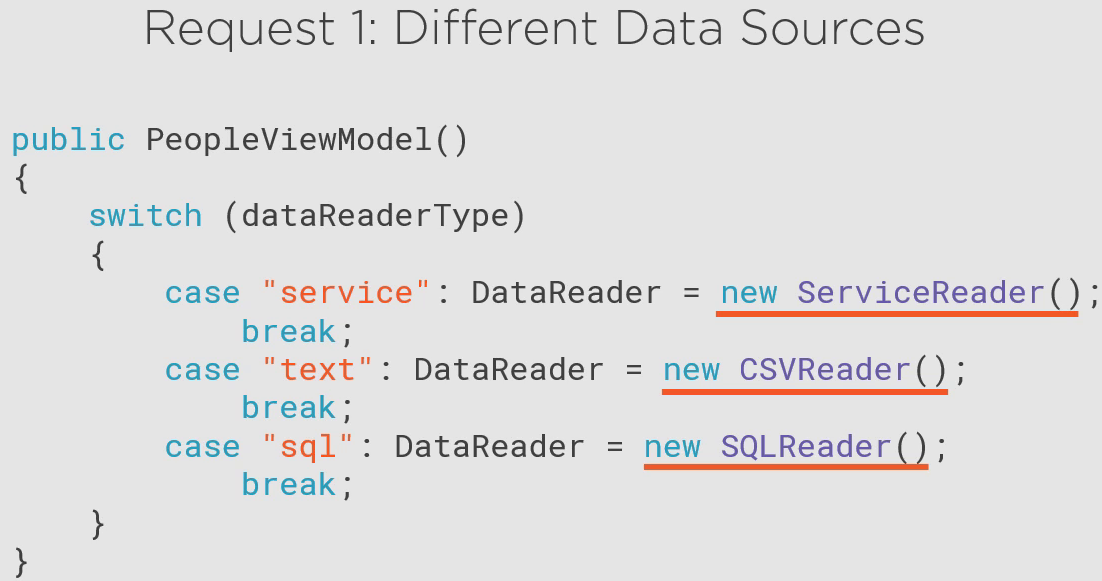 Request 1: Different Data Sources
public PeopleViewModel()
{
    switch (dataReaderType)
    {
        case "service": DataReader = new ServiceReader();
            break;
        case "text": DataReader = new CSVReader();
            break;
        case "sql": DataReader = new SQLReader();
            break;
    }
}